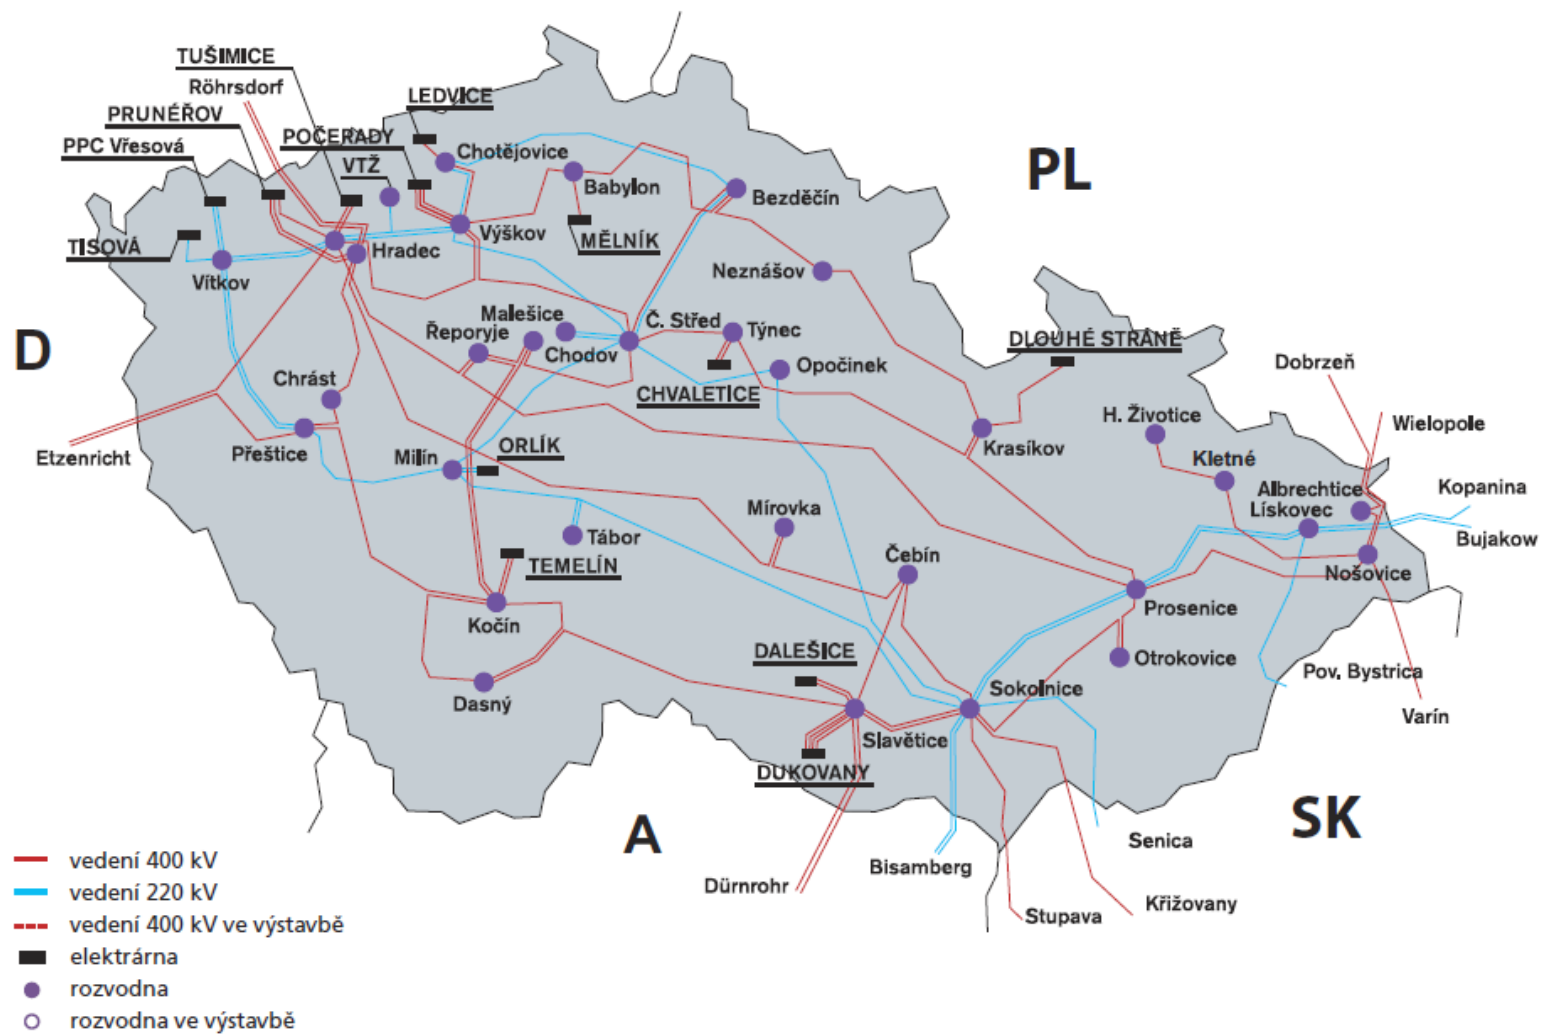 TUŠIMICE
Röhrsdorf
PRUNÉŘOV
PPC Vřesová
LEDVICE
POČERADY
VTŽ
Chotějovice
Babylon
Bezděčín
PL
TISOVÁ
Vítkov
Hradec
Výškov
MĚLNÍK
Neznášov
D
Malešice
Řeporyje
Chodov
Č. Střed
Týnec
DLOUHÉ STRÁNĚ
Opočinek
Dobrzeň
Chrást
CHVALETICE
H. Životice
Wielopole
Etzenricht
Přeštice
Milín
ORLÍK
Krasíkov
Kletné
Albrechtice
Lískovec
Kopanina
Bujakow
Mírovka
Tábor
TEMELÍN
Čebín
Nošovice
Kočín
Prosenice
DALEŠICE
Otrokovice
Dasný
Sokolnice
Pov. Bystrica
Varín
Slavětice
DUKOVANY
SK
A
Senica
Bisamberg
Dürnrohr
Křižovany
Stupava
vedení 400 kV
vedení 220 kV
vedení 400 kV ve výstavbě
elektrárna
rozvodna
rozvodna ve výstavbě